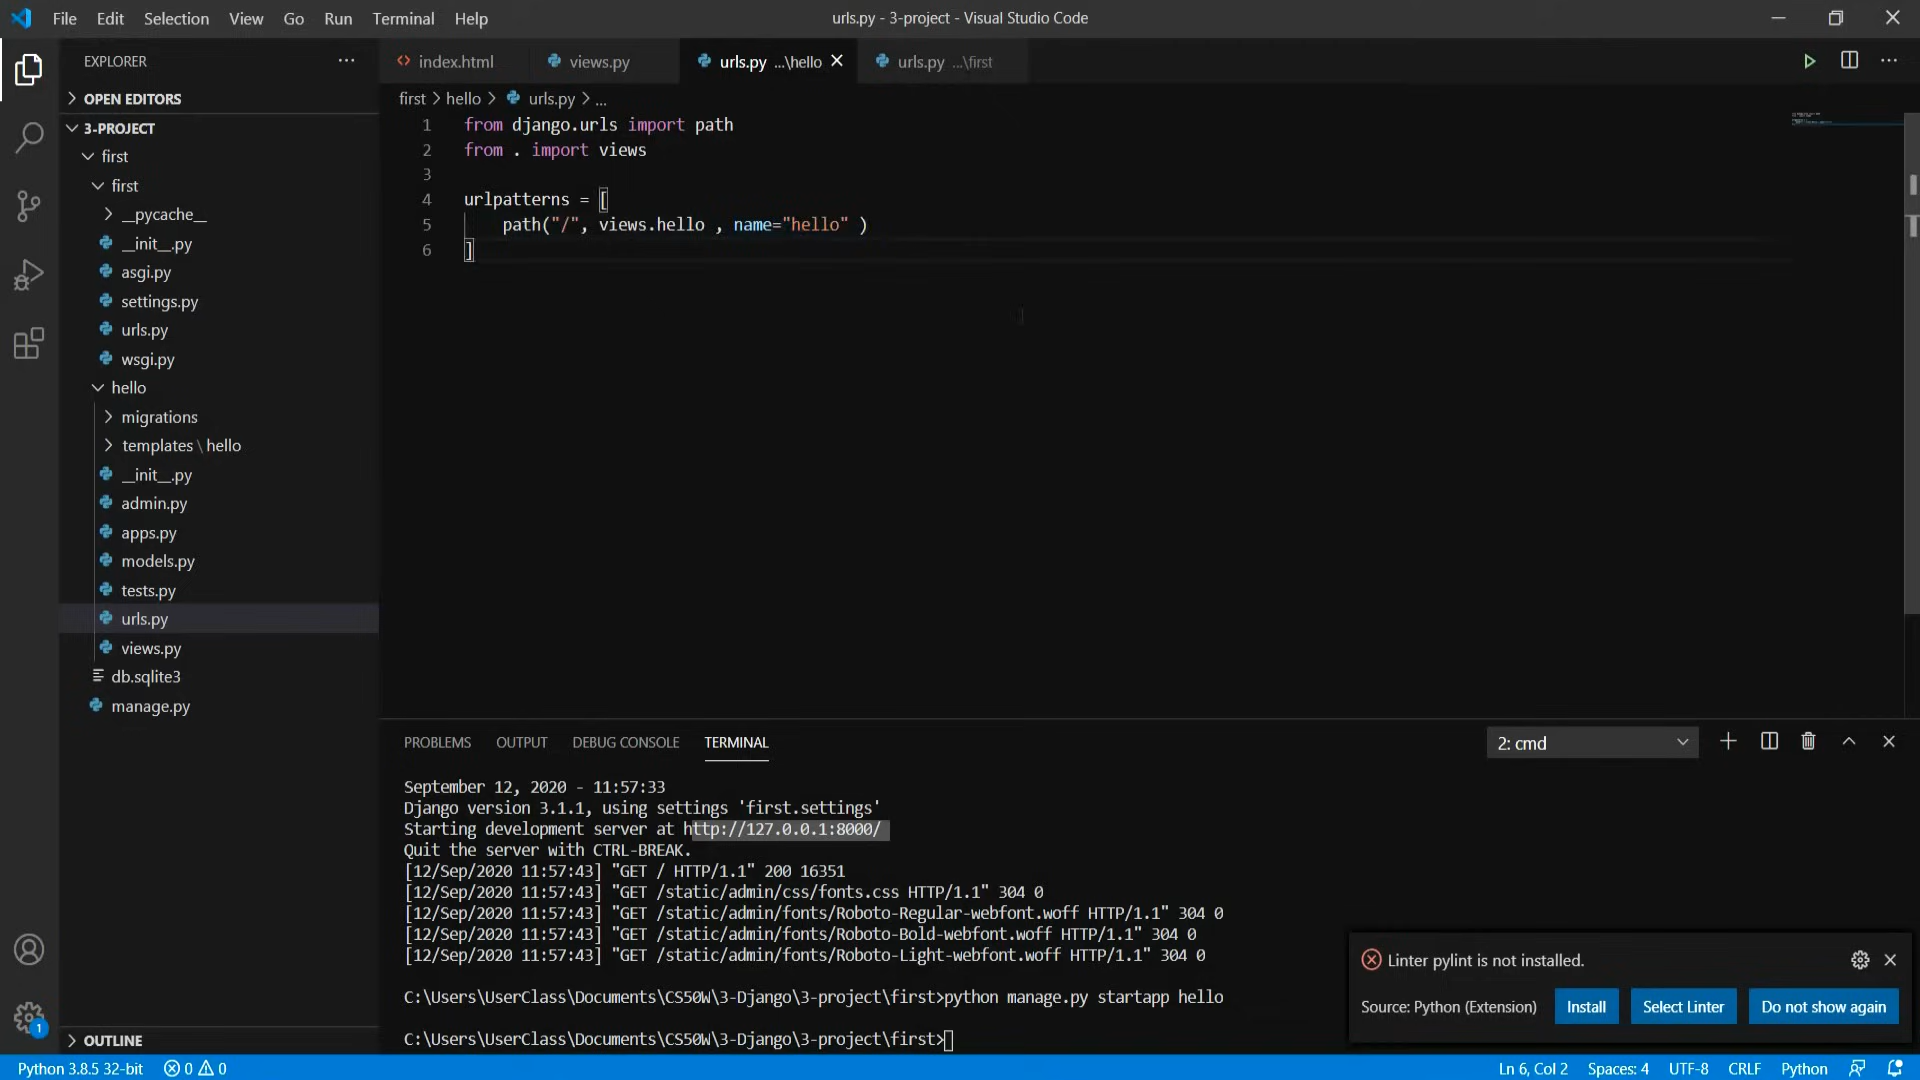 File Edit Selection View Go Run Terminal Help urls.py - 3-project - Visual Studio Code
EXPLORER ...
index.html views.py urls.py ...\hello urls.py ...\first
OPEN EDITORS
3-PROJECT
first
first
__pycache__
__init__.py
asgi.py
settings.py
urls.py
wsgi.py
hello
migrations
templates \ hello
__init__.py
admin.py
apps.py
models.py
tests.py
urls.py
views.py
db.sqlite3
manage.py
OUTLINE
first > hello > urls.py > ...
1 from django.urls import path
2 from . import views
3
4 urlpatterns = [
5     path("/", views.hello , name="hello" )
6 ]
PROBLEMS OUTPUT DEBUG CONSOLE TERMINAL 2: cmd
September 12, 2020 - 11:57:33
Django version 3.1.1, using settings 'first.settings'
Starting development server at http://127.0.0.1:8000/
Quit the server with CTRL-BREAK.
[12/Sep/2020 11:57:43] "GET / HTTP/1.1" 200 16351
[12/Sep/2020 11:57:43] "GET /static/admin/css/fonts.css HTTP/1.1" 304 0
[12/Sep/2020 11:57:43] "GET /static/admin/fonts/Roboto-Regular-webfont.woff HTTP/1.1" 304 0
[12/Sep/2020 11:57:43] "GET /static/admin/fonts/Roboto-Bold-webfont.woff HTTP/1.1" 304 0
[12/Sep/2020 11:57:43] "GET /static/admin/fonts/Roboto-Light-webfont.woff HTTP/1.1" 304 0
C:\Users\UserClass\Documents\CS50W\3-Django\3-project\first>python manage.py startapp hello
C:\Users\UserClass\Documents\CS50W\3-Django\3-project\first>
Linter pylint is not installed.
Source: Python (Extension) Install Select Linter Do not show again
1
Python 3.8.5 32-bit 0 0 Ln 6, Col 2 Spaces: 4 UTF-8 CRLF Python